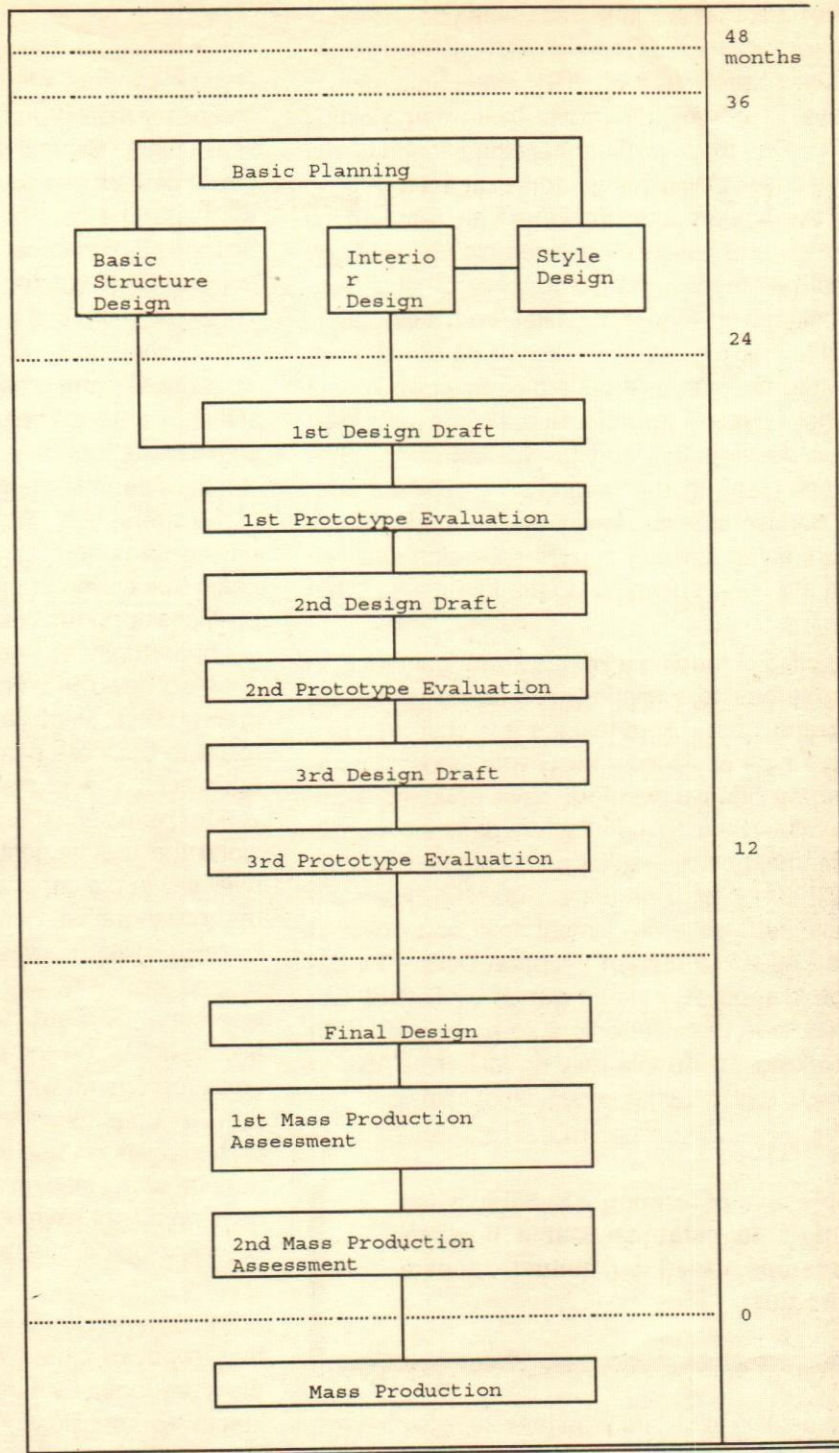 48
months
36
Basic Planning
Basic
Structure
Design
Interio
r
Design
Style
Design
24
1st Design Draft
1st Prototype Evaluation
2nd Design Draft
2nd Prototype Evaluation
3rd Design Draft
3rd Prototype Evaluation
12
Final Design
1st Mass Production
Assessment
2nd Mass Production
Assessment
0
Mass Production